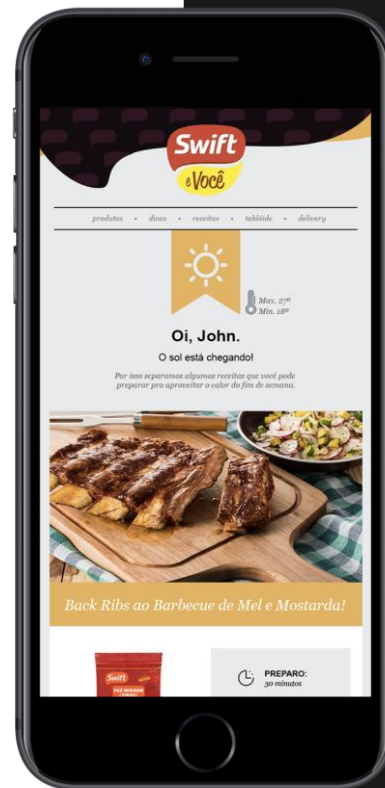 Swift
é Você
produtos • dicas • receitas • tablóide • delivery
Max. 27º
Min. 18º
Oi, John.
O sol está chegando!
Por isso separamos algumas receitas que você pode
preparar pra aproveitar o calor do fim de semana.
Back Ribs ao Barbecue de Mel e Mostarda!
Swift
FILÉ MIGNON
PREPARO:
30 minutos